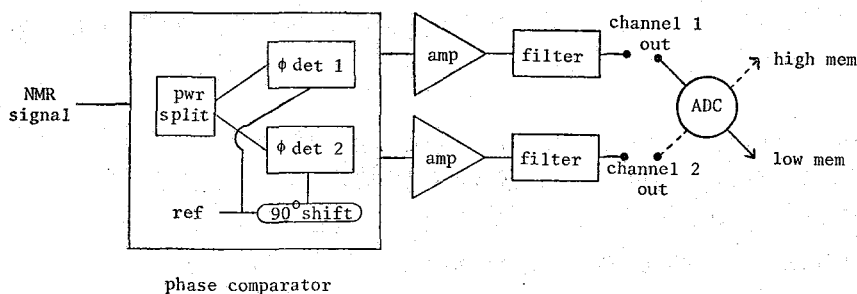 NMR
signal
pwr
split
ϕ det 1
ϕ det 2
ref
90° shift
phase comparator
amp
filter
channel 1
out
amp
filter
channel 2
out
ADC
high mem
low mem